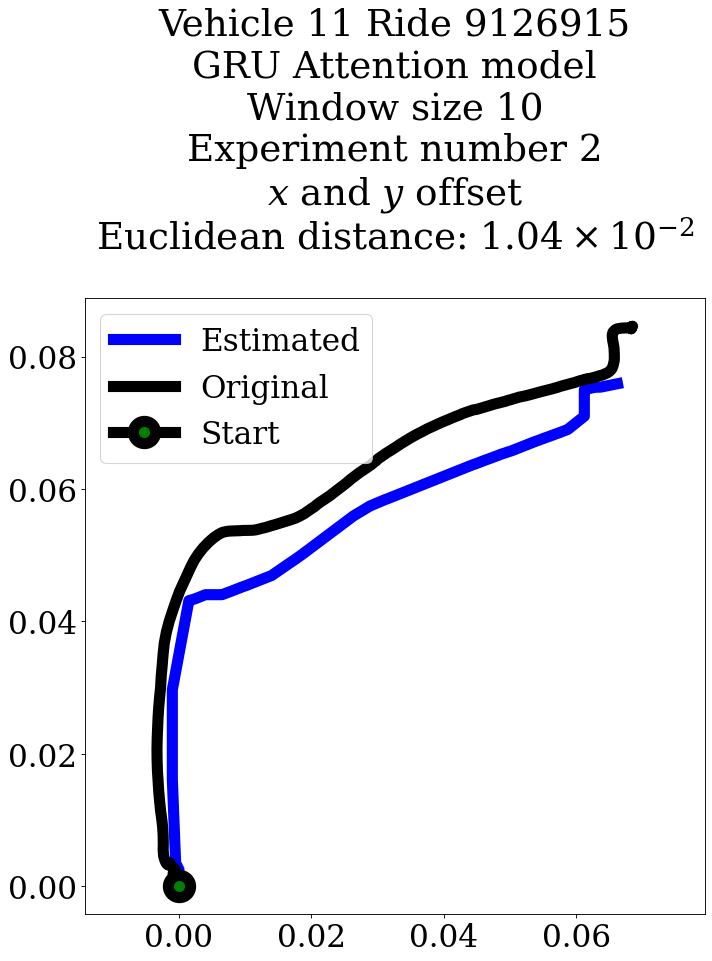 Vehicle 11 Ride 9126915
GRU Attention model
Window size 10
Experiment number 2
x and y offset
Euclidean distance: 1.04 × 10⁻²
Estimated
Original
Start
0.08
0.06
0.04
0.02
0.00
0.00 0.02 0.04 0.06